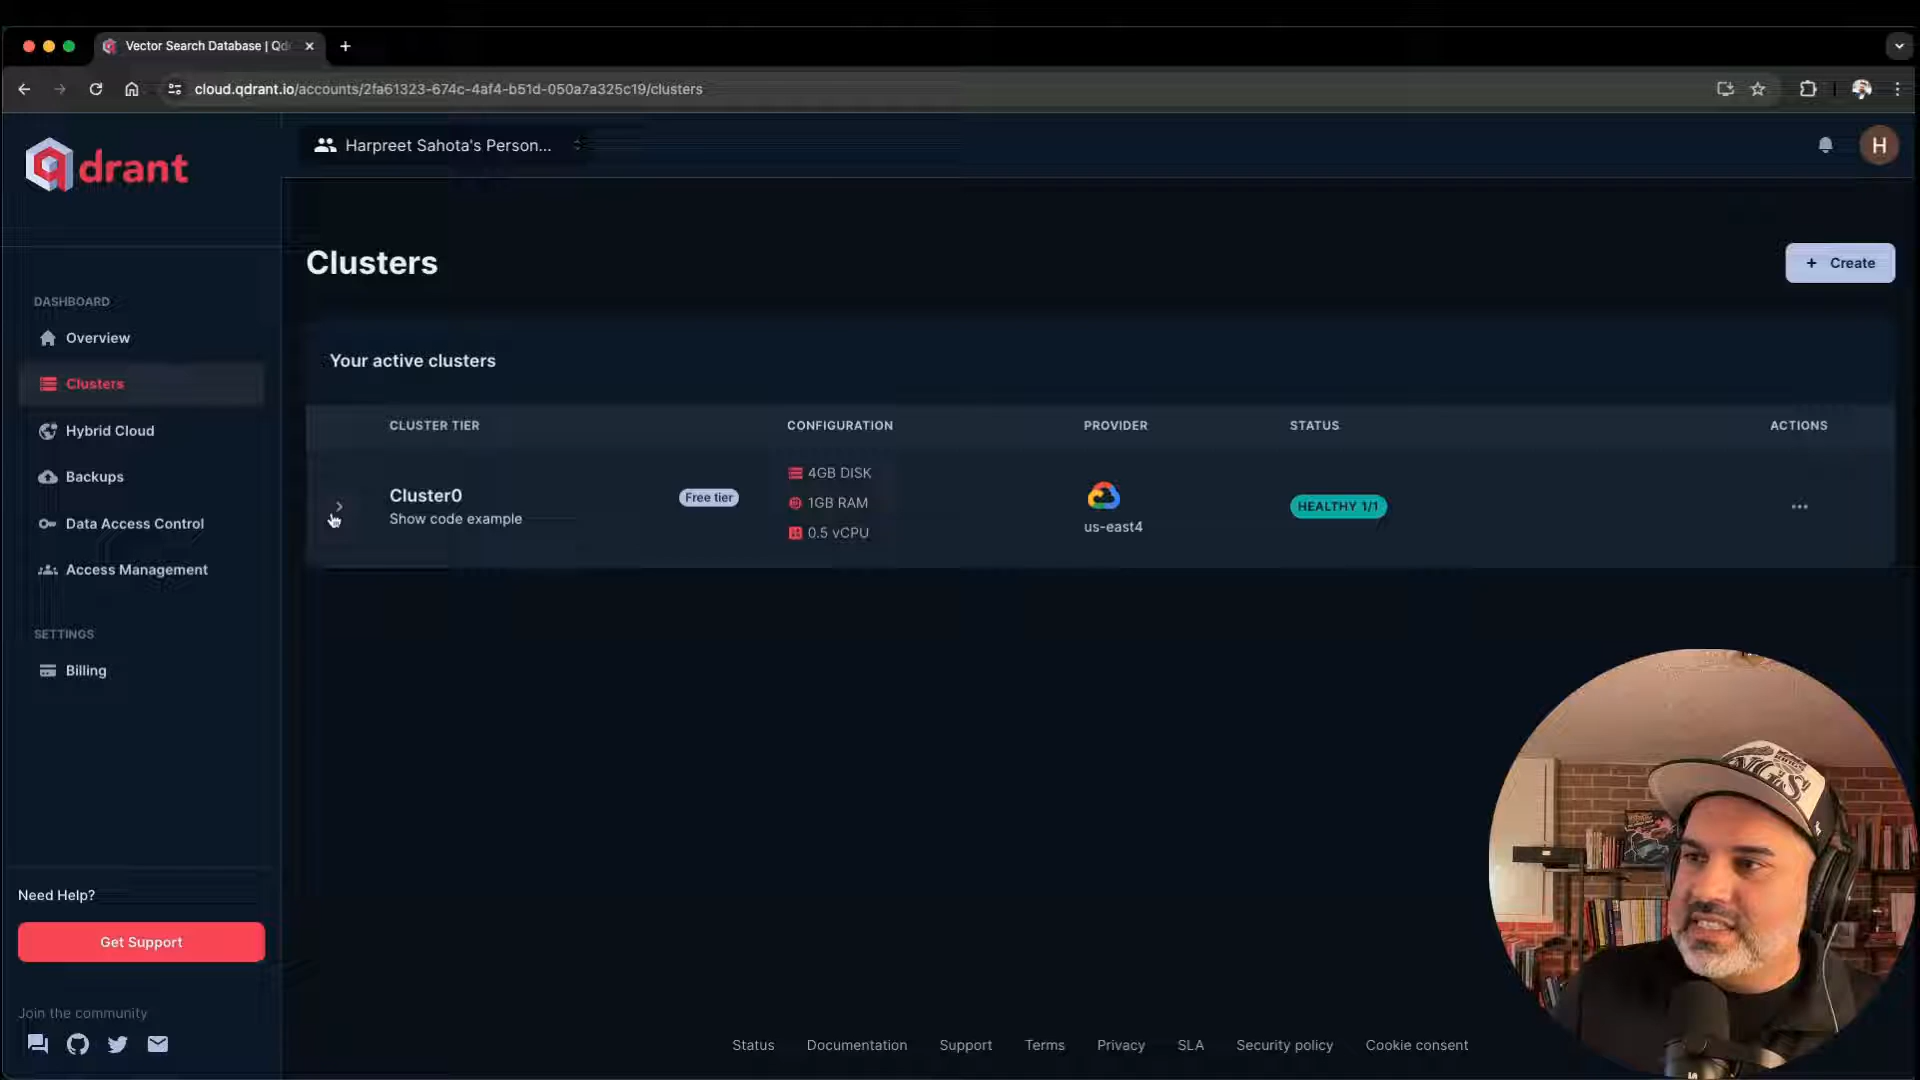 Vector Search Database | Qd
cloud.qdrant.io/accounts/2fa61323-674c-4af4-b51d-050a7a325c19/clusters
qdrant
Harpreet Sahota's Person...
H
Clusters
+ Create
DASHBOARD
Overview
Clusters
Hybrid Cloud
Backups
Data Access Control
Access Management
SETTINGS
Billing
Your active clusters
CLUSTER TIER
CONFIGURATION
PROVIDER
STATUS
ACTIONS
Cluster0
Show code example
Free tier
4GB DISK
1GB RAM
0.5 vCPU
us-east4
HEALTHY 1/1
Need Help?
Get Support
Join the community
Status
Documentation
Support
Terms
Privacy
SLA
Security policy
Cookie consent